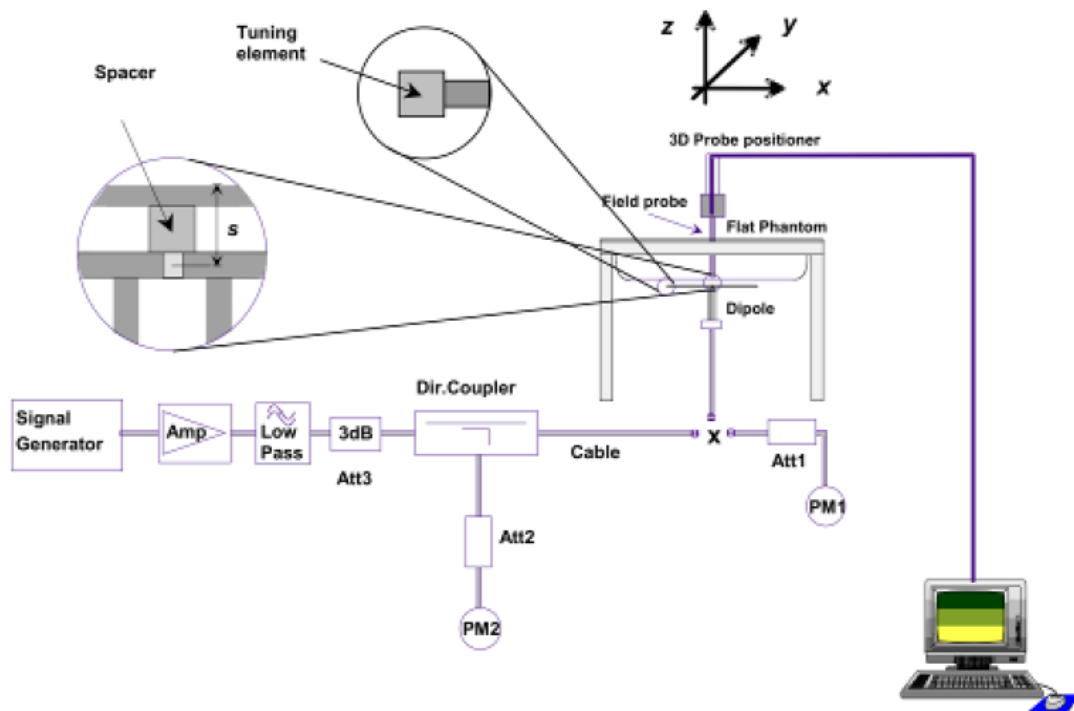 Tuning
element
Spacer
z
y
x
3D Probe positioner
Field probe
Flat Phantom
s
Dipole
Dir.Coupler
Signal
Generator
Amp
Low
Pass
3dB
Att3
Cable
x
Att1
PM1
Att2
PM2